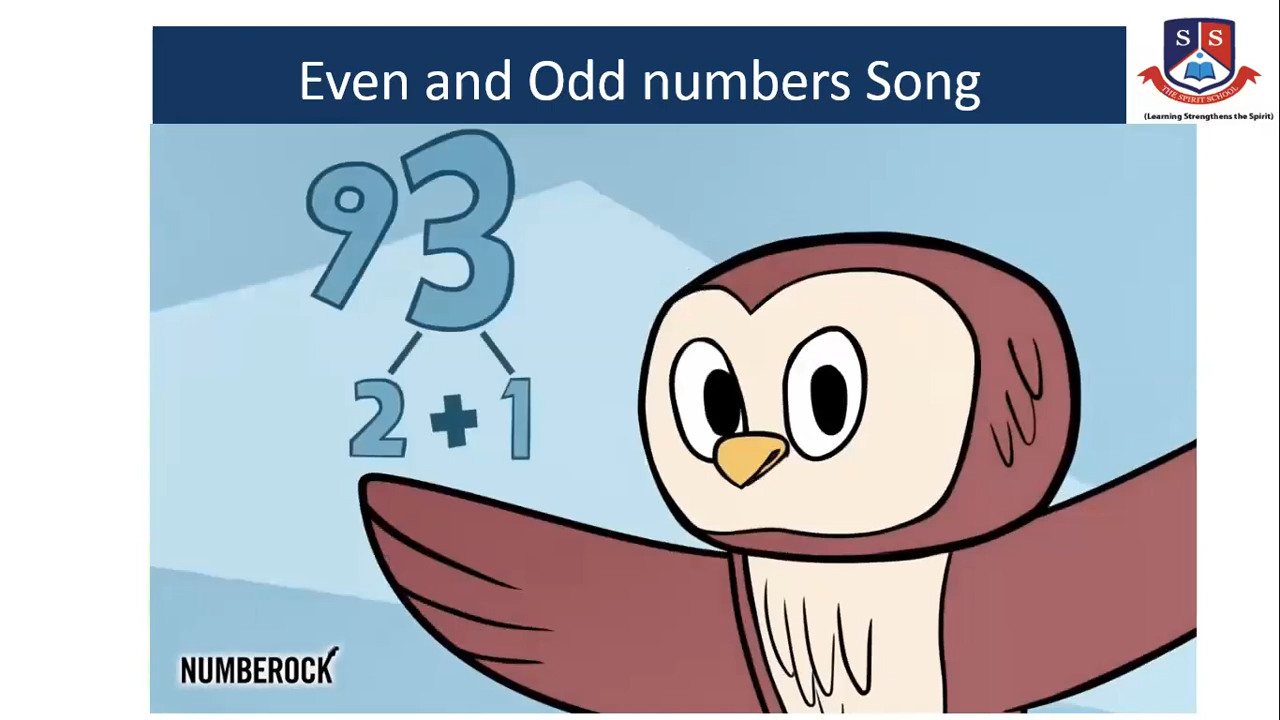 Even and Odd numbers Song
S S
THE SPIRIT SCHOOL
(Learning Strengthens the Spirit)
93
2 + 1
NUMBEROCK